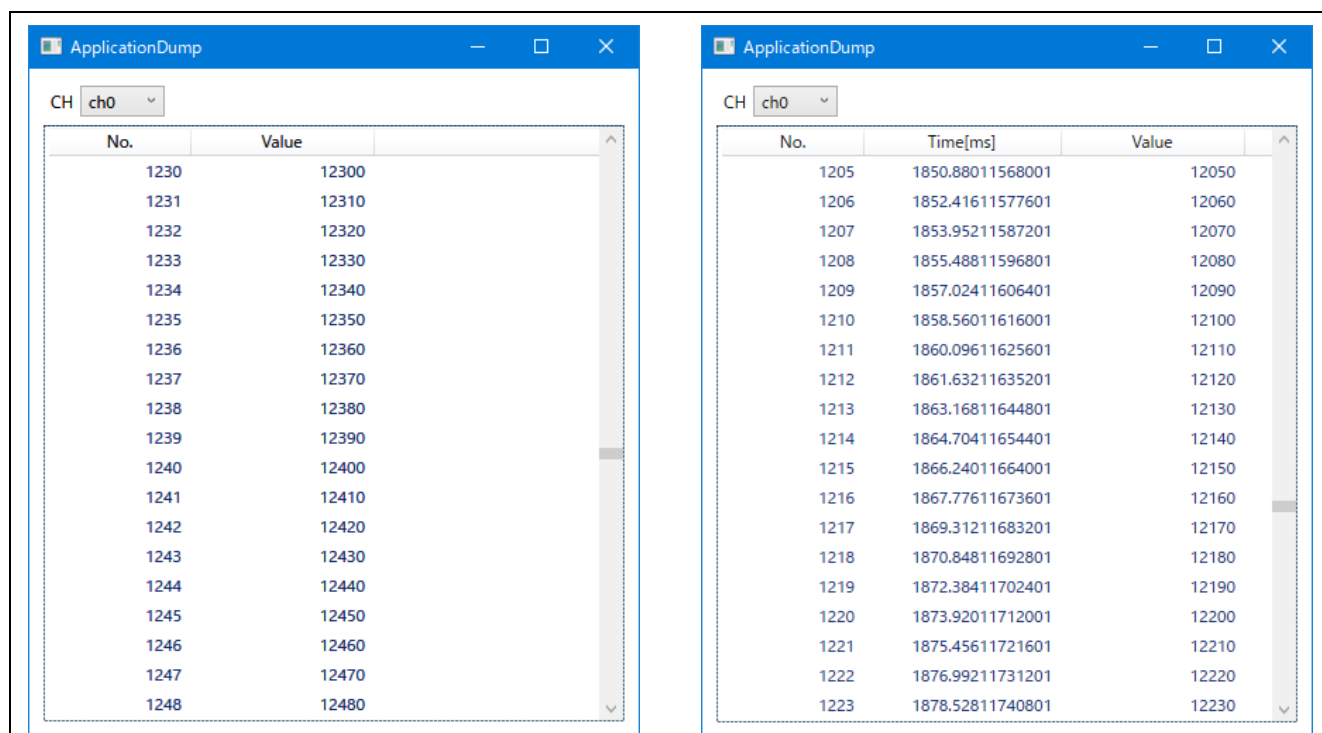 ApplicationDump
CH ch0
No. Value
1230 12300
1231 12310
1232 12320
1233 12330
1234 12340
1235 12350
1236 12360
1237 12370
1238 12380
1239 12390
1240 12400
1241 12410
1242 12420
1243 12430
1244 12440
1245 12450
1246 12460
1247 12470
1248 12480
ApplicationDump
CH ch0
No. Time[ms] Value
1205 1850.88011568001 12050
1206 1852.41611577601 12060
1207 1853.95211587201 12070
1208 1855.48811596801 12080
1209 1857.02411606401 12090
1210 1858.56011616001 12100
1211 1860.09611625601 12110
1212 1861.63211635201 12120
1213 1863.16811644801 12130
1214 1864.70411654401 12140
1215 1866.24011664001 12150
1216 1867.77611673601 12160
1217 1869.31211683201 12170
1218 1870.84811692801 12180
1219 1872.38411702401 12190
1220 1873.92011712001 12200
1221 1875.45611721601 12210
1222 1876.99211731201 12220
1223 1878.52811740801 12230